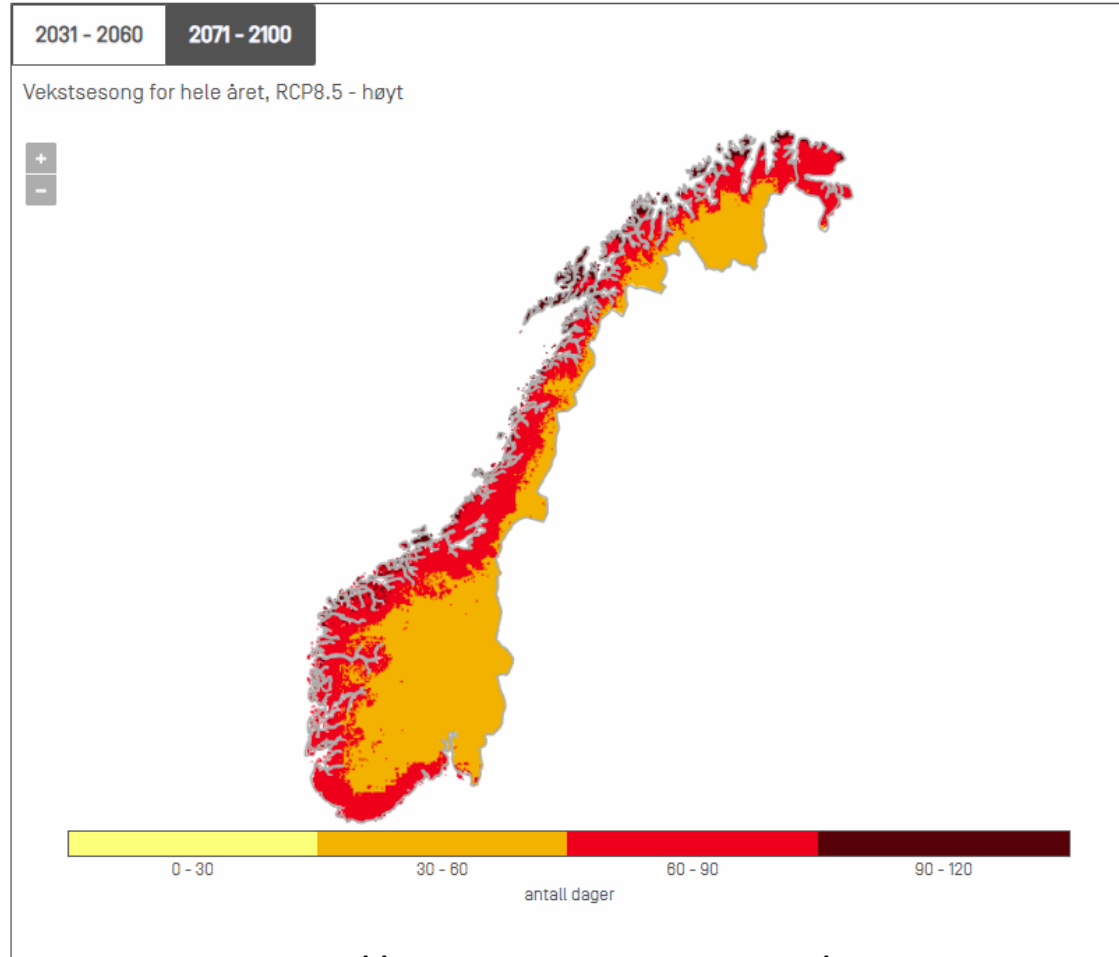 2031 - 2060 2071 - 2100
Vekstsesong for hele året, RCP8.5 - høyt
+
−
0 - 30 30 - 60 60 - 90 90 - 120
antall dager